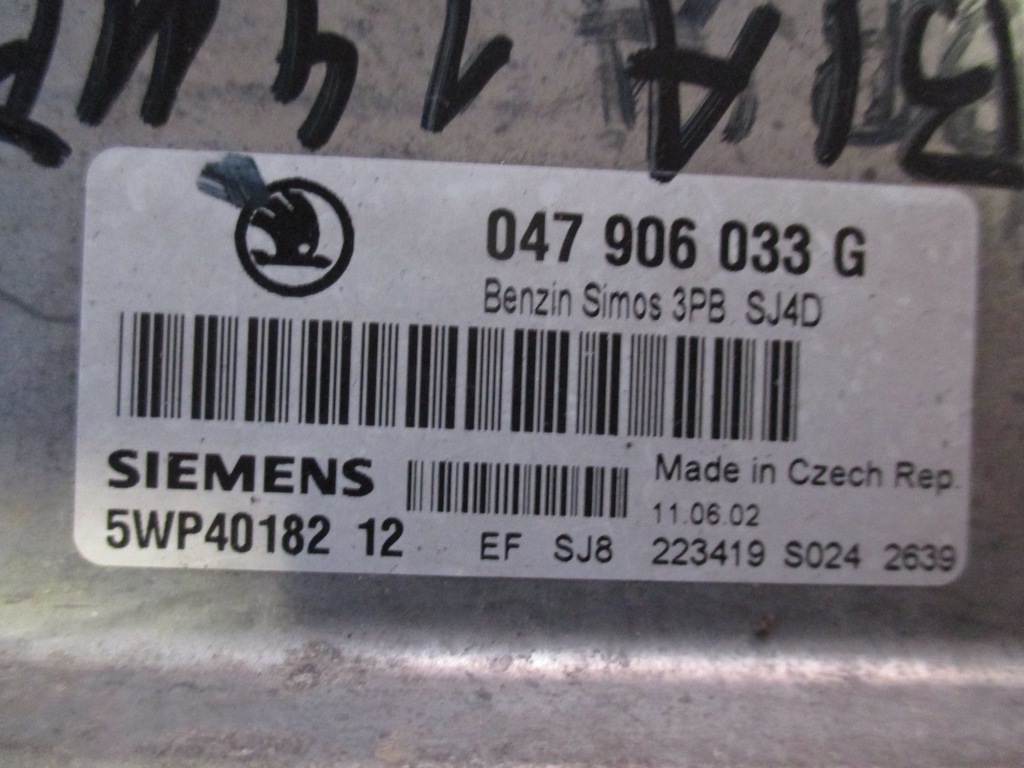 047 906 033 G
Benzin Simos 3PB SJ4D
SIEMENS
Made in Czech Rep.
11.06.02
5WP40182 12
EF SJ8
223419 S024 2639